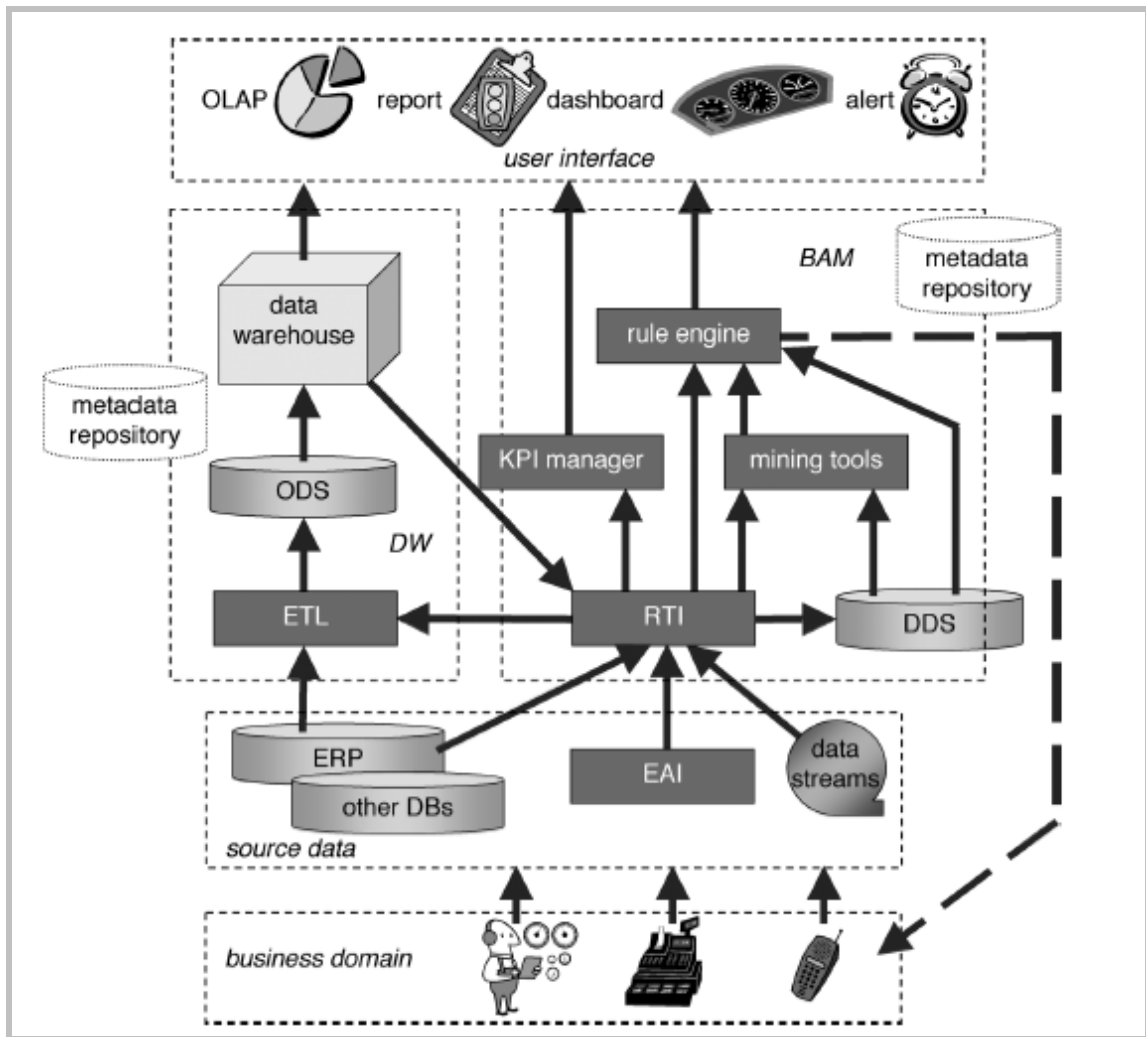 OLAP
report
dashboard
alert
user interface
data
warehouse
BAM
metadata
repository
rule engine
metadata
repository
KPI manager
mining tools
ODS
DW
ETL
RTI
DDS
ERP
other DBs
EAI
data
streams
source data
business domain